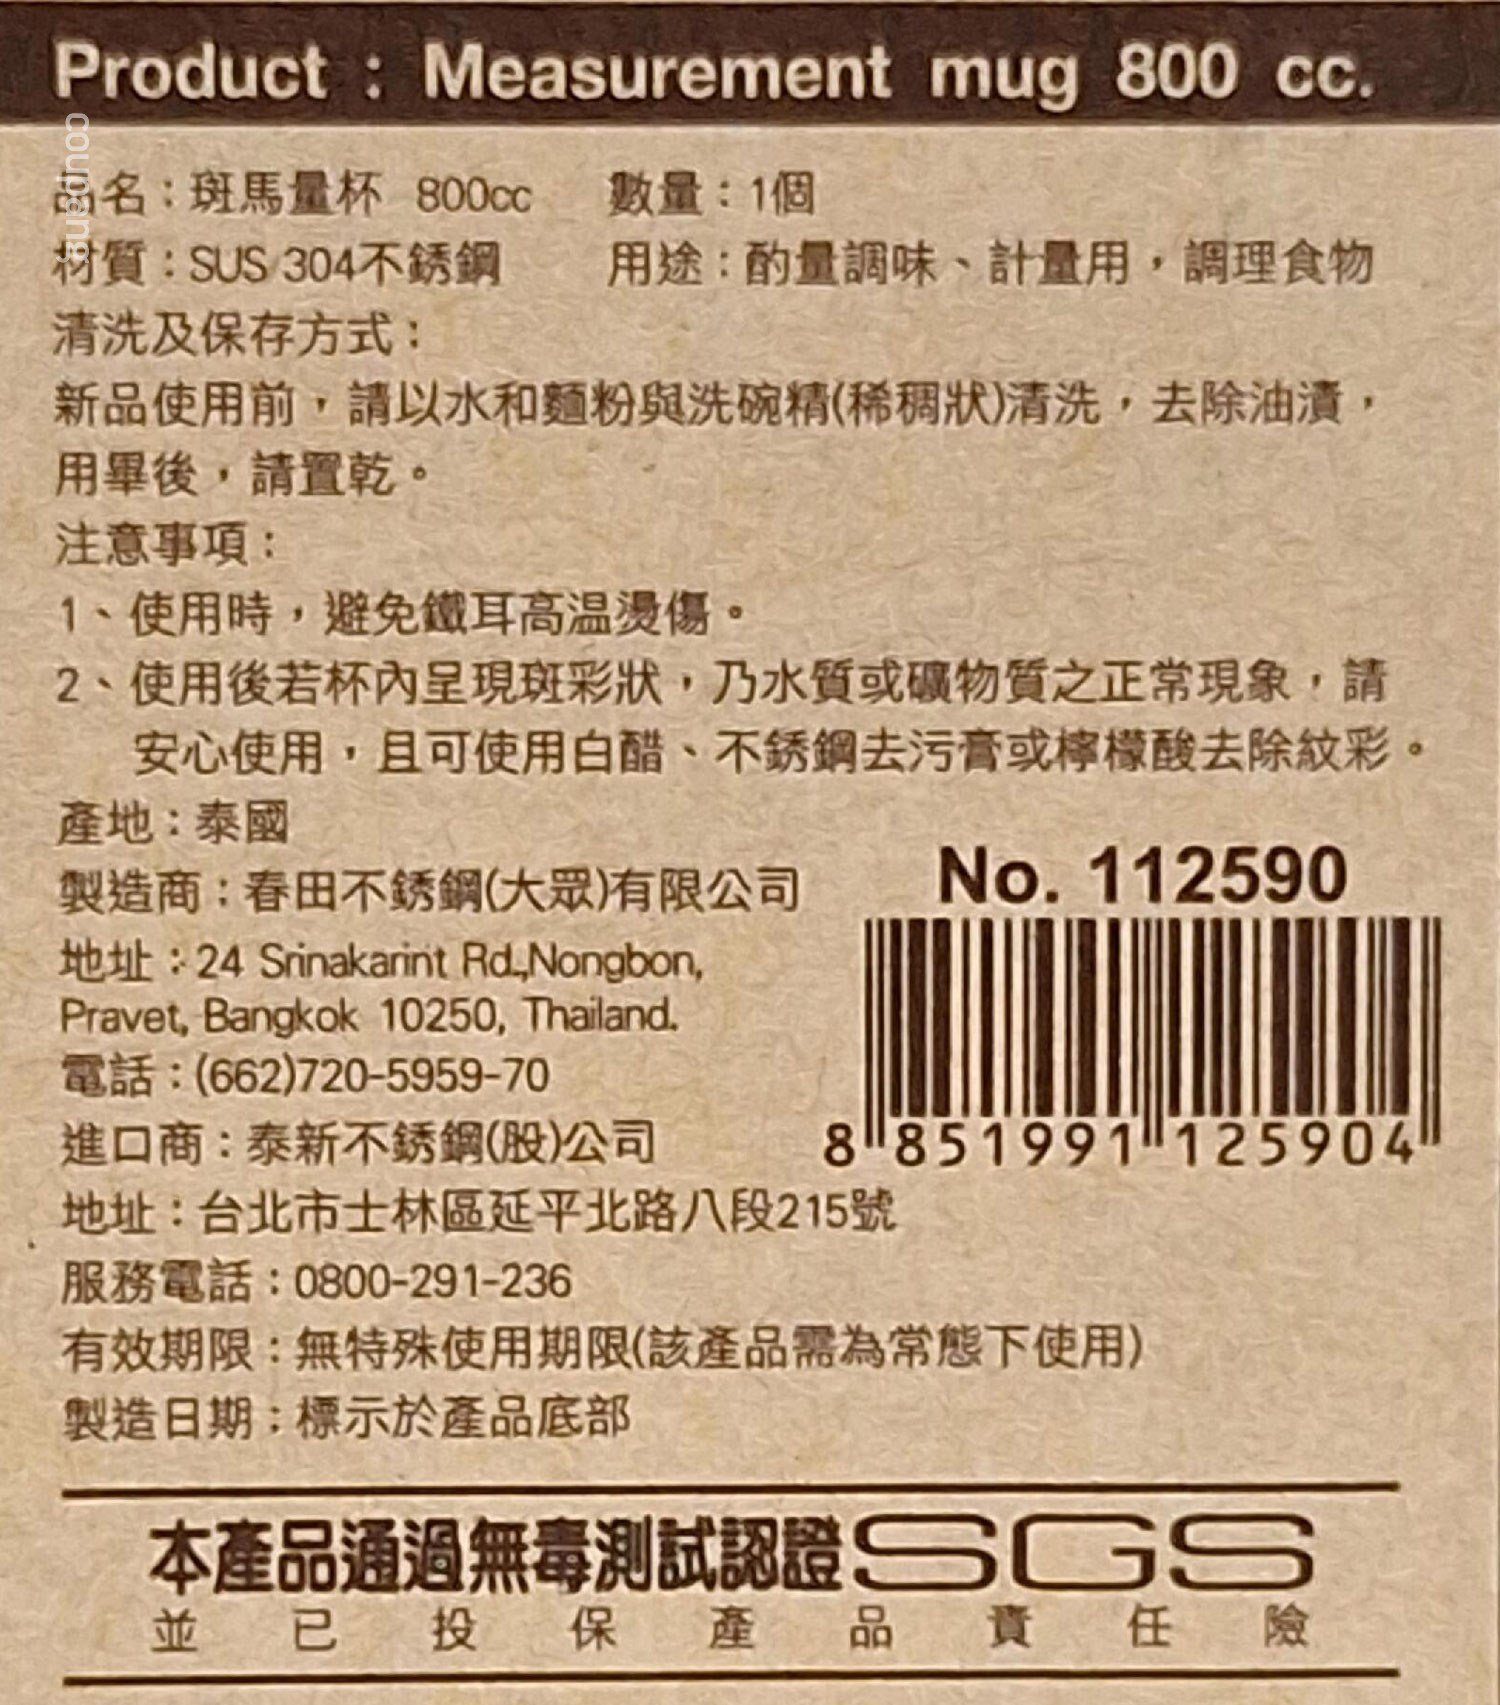 Product : Measurement mug 800 cc.
coupang
品名：斑馬量杯 800cc 數量：1個
材質：SUS 304不銹鋼 用途：酌量調味、計量用，調理食物
清洗及保存方式：
新品使用前，請以水和麵粉與洗碗精(稀稠狀)清洗，去除油漬，
用畢後，請置乾。
注意事項：
1、使用時，避免鐵耳高温燙傷。
2、使用後若杯內呈現斑彩狀，乃水質或礦物質之正常現象，請
安心使用，且可使用白醋、不銹鋼去污膏或檸檬酸去除紋彩。
產地：泰國
製造商：春田不銹鋼(大眾)有限公司
地址：24 Srinakarint Rd.,Nongbon,
Pravet, Bangkok 10250, Thailand.
電話：(662)720-5959-70
進口商：泰新不銹鋼(股)公司
地址：台北市士林區延平北路八段215號
服務電話：0800-291-236
有效期限：無特殊使用期限(該產品需為常態下使用)
製造日期：標示於產品底部
No. 112590
8 851991 125904
本產品通過無毒測試認證SGS
並已投保產品責任險